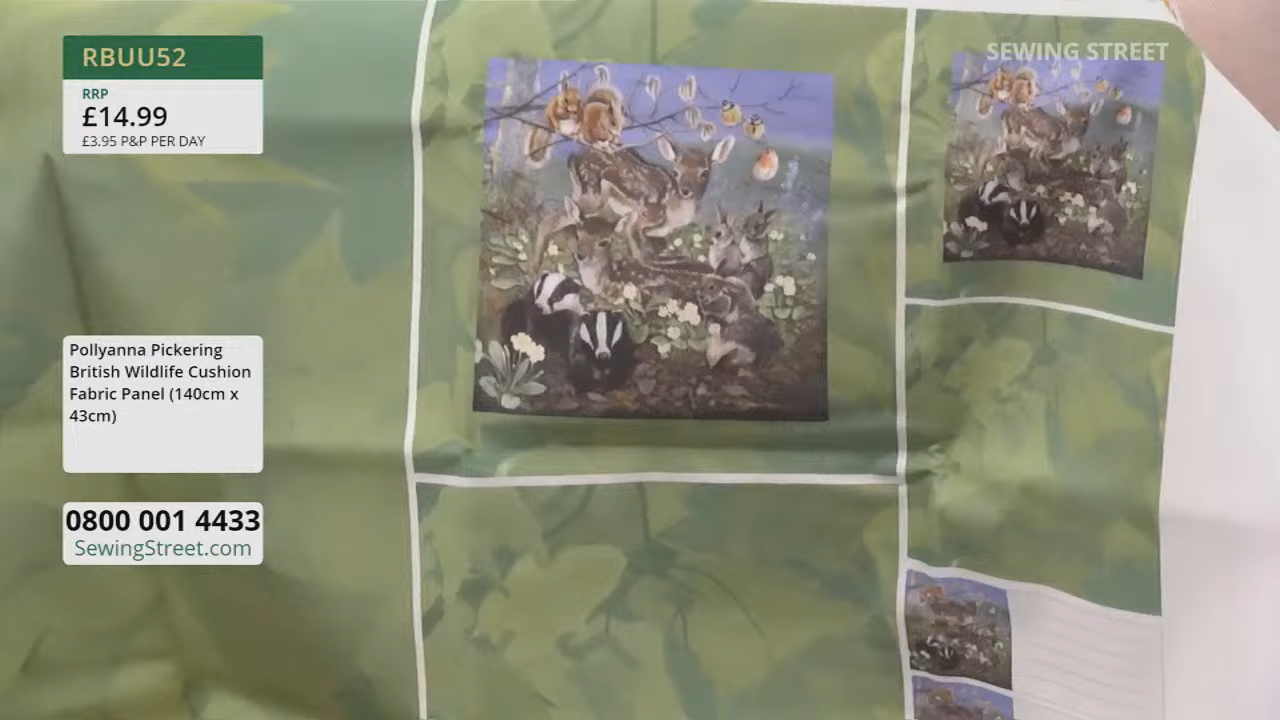 RBUU52
RRP
£14.99
£3.95 P&P PER DAY
Pollyanna Pickering
British Wildlife Cushion
Fabric Panel (140cm x
43cm)
0800 001 4433
SewingStreet.com
SEWING STREET